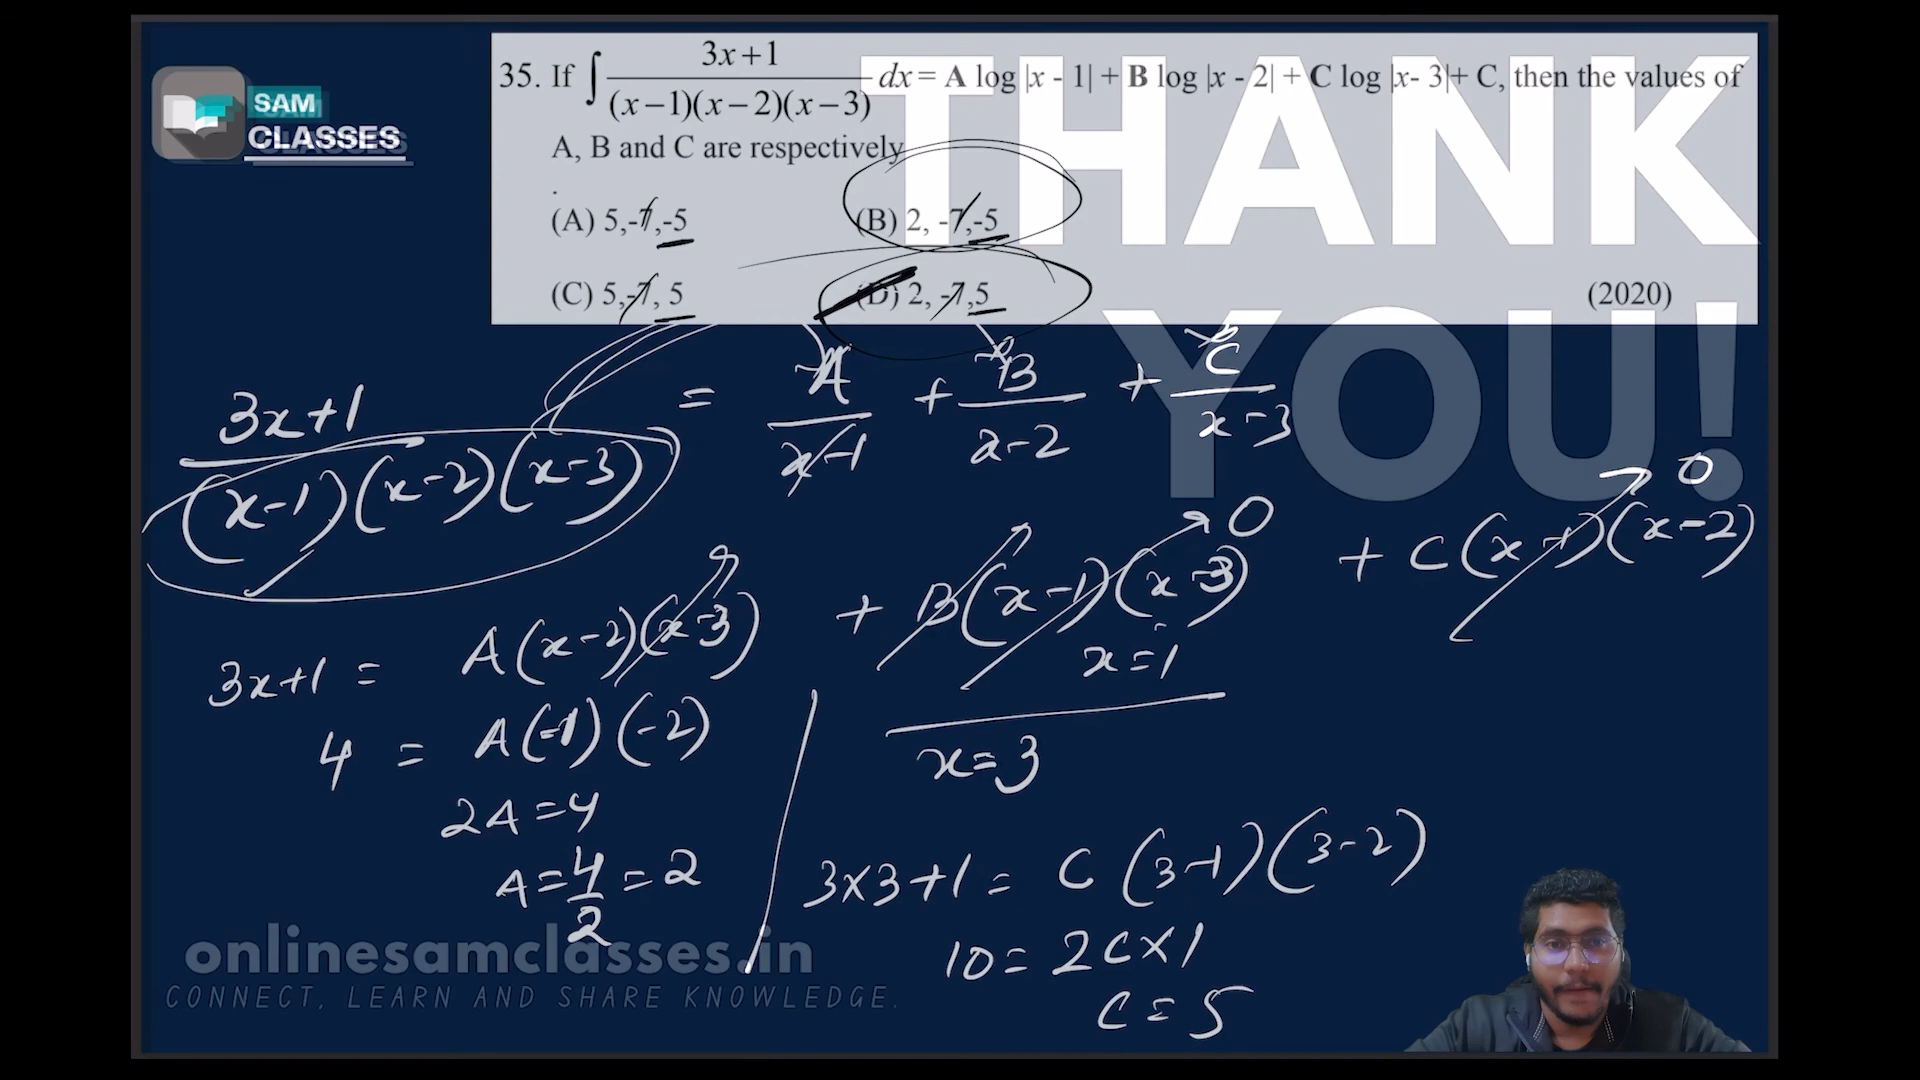 SAM
CLASSES
THANK
YOU!
35. If ∫ 3x+1 / (x−1)(x−2)(x−3) dx = A log |x - 1| + B log |x - 2| + C log |x- 3|+ C, then the values of
A, B and C are respectively
.
(A) 5,-7,-5 (B) 2, -7,-5
(C) 5,-7, 5 (D) 2, -7,5 (2020)
3x+1 / (x-1)(x-2)(x-3) = A / x-1 + B / x-2 + C / x-3
3x+1 = A(x-2)(x-3) + B(x-1)(x-3) + C(x-1)(x-2)
0
0
x=1
4 = A(-1)(-2)
x=3
2A=4
A=4/2=2
3x3+1= C(3-1)(3-2)
10= 2Cx1
C=5
onlinesamclasses.in
CONNECT, LEARN AND SHARE KNOWLEDGE.